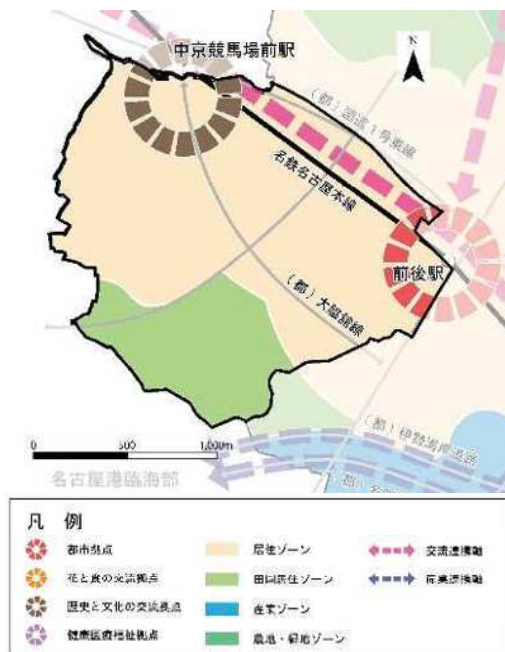 中京競馬場前駅
N
(都)国道1号東線
名鉄名古屋本線
前後駅
(都)大脇舘線
(都)伊勢湾岸道路
0 500 1,000m
名古屋港臨海部
凡 例
都市拠点
花と食の交流拠点
歴史と文化の交流拠点
健康医療福祉拠点
居住ゾーン
田園居住ゾーン
産業ゾーン
農地・緑地ゾーン
交流連携軸
産業連携軸